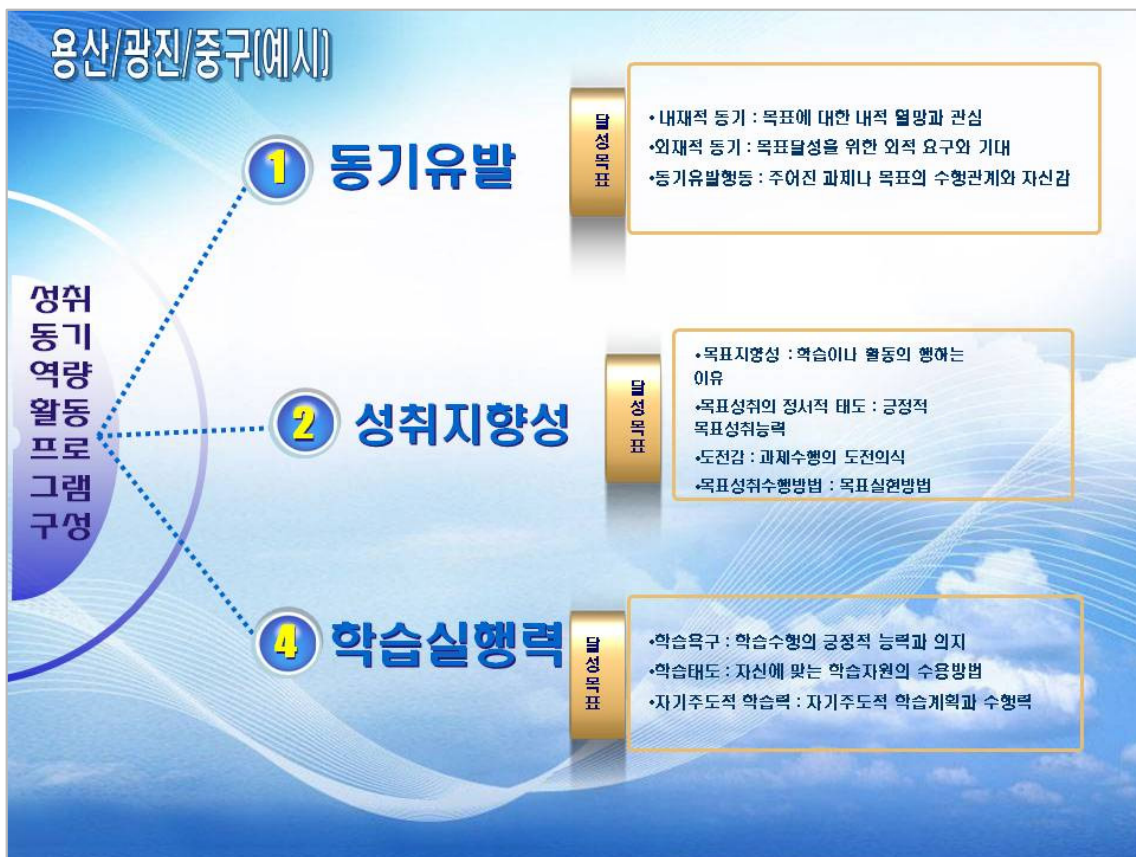 용산/광진/중구(예시)
성취
동기
역량
활동
프로
그램
구성
1 동기유발
달성목표
•내재적 동기 : 목표에 대한 내적 열망과 관심
•외재적 동기 : 목표달성을 위한 외적 요구와 기대
•동기유발행동 : 주어진 과제나 목표의 수행관계와 자신감
2 성취지향성
달성목표
•목표지향성 : 학습이나 활동의 행하는
이유
•목표성취의 정서적 태도 : 긍정적
목표성취능력
•도전감 : 과제수행의 도전의식
•목표성취수행방법 : 목표실현방법
4 학습실행력
달성목표
•학습욕구 : 학습수행의 긍정적 능력과 의지
•학습태도 : 자신에 맞는 학습자원의 수용방법
•자기주도적 학습력 : 자기주도적 학습계획과 수행력